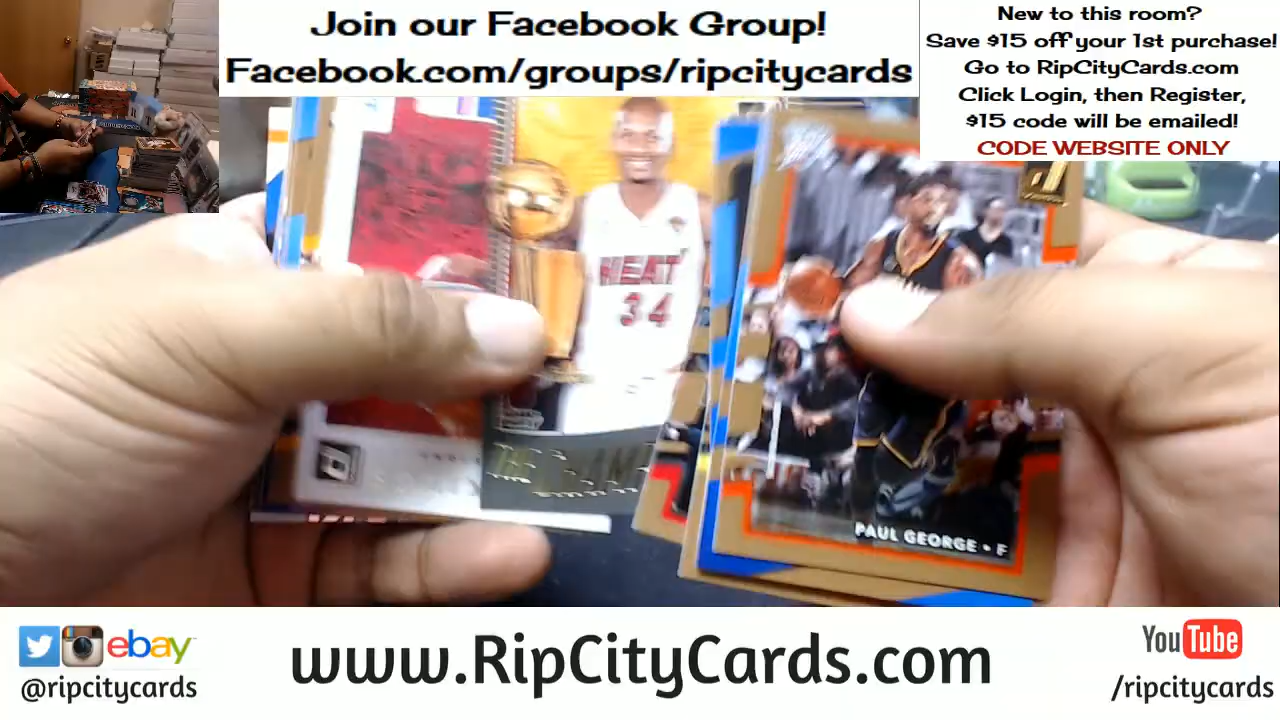 Join our Facebook Group!
Facebook.com/groups/ripcitycards
New to this room?
Save $15 off your 1st purchase!
Go to RipCityCards.com
Click Login, then Register,
$15 code will be emailed!
CODE WEBSITE ONLY
HEAT
34
PAUL GEORGE • F
ebay
@ripcitycards
www.RipCityCards.com
YouTube
/ripcitycards